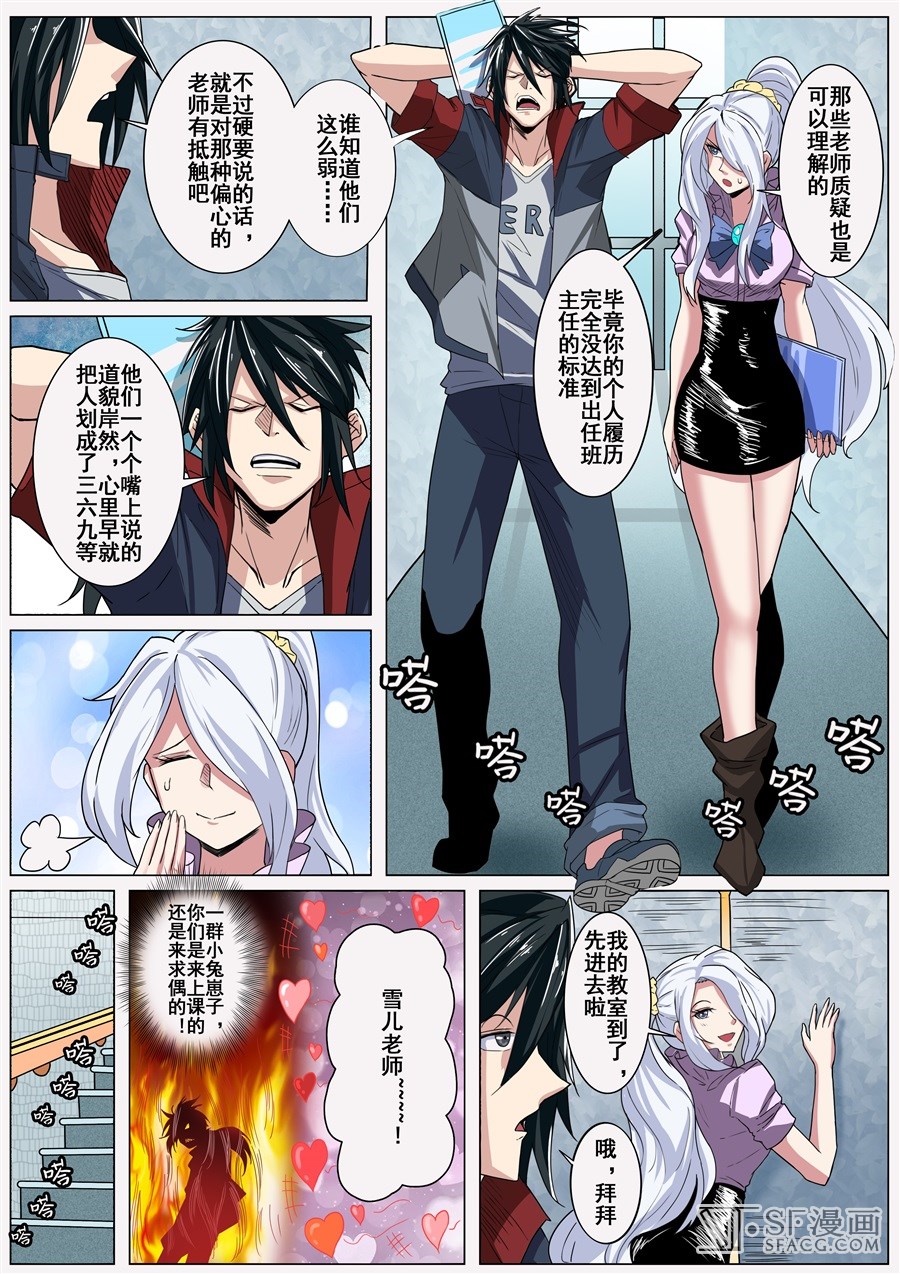 那些老师质疑也是
可以理解的
毕竟你的个人履历
完全没达到出任班
主任的标准
ERO
嗒
嗒
嗒
嗒
嗒
嗒
谁知道他们
这么弱……
不过硬要说的话，
就是对那种偏心的
老师有抵触吧
他们一个个嘴上说的
道貌岸然，心里早就
把人划成了三六九等
我的教室到了，
先进去啦
哦，拜拜
雪儿老师~~~~~！
一群小兔崽子，
你们是来上课的
还是来求偶的！
嗒
嗒
嗒
嗒
嗒
嗒
嗒
嗒
嗒
SF漫画
SFACG.COM